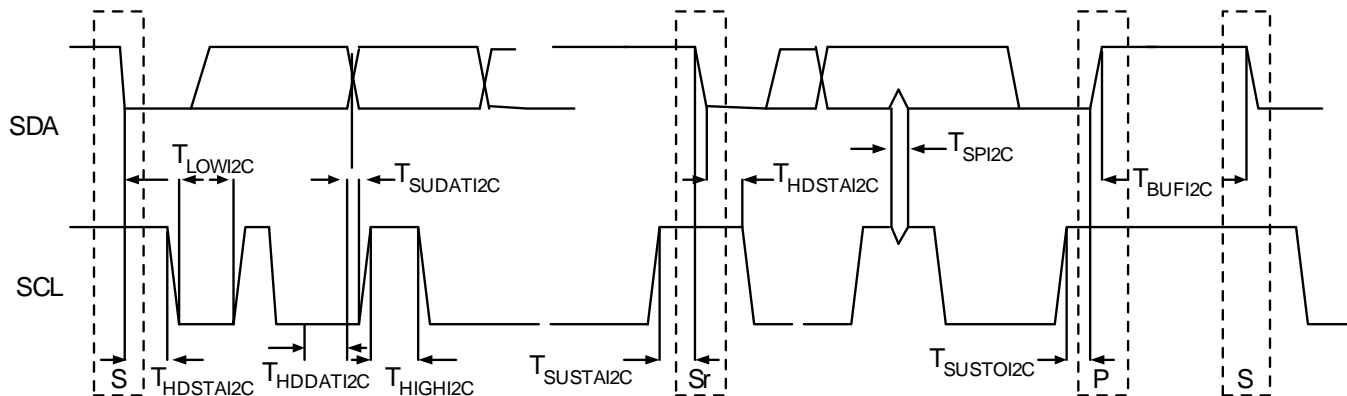 SDA
T_LOWI2C
T_SUDATI2C
T_HDSTAI2C
T_SPI2C
T_BUFI2C
SCL
S
T_HDSTAI2C
T_HDDATI2C
T_HIGHI2C
T_SUSTAI2C
Sr
T_SUSTOI2C
P
S